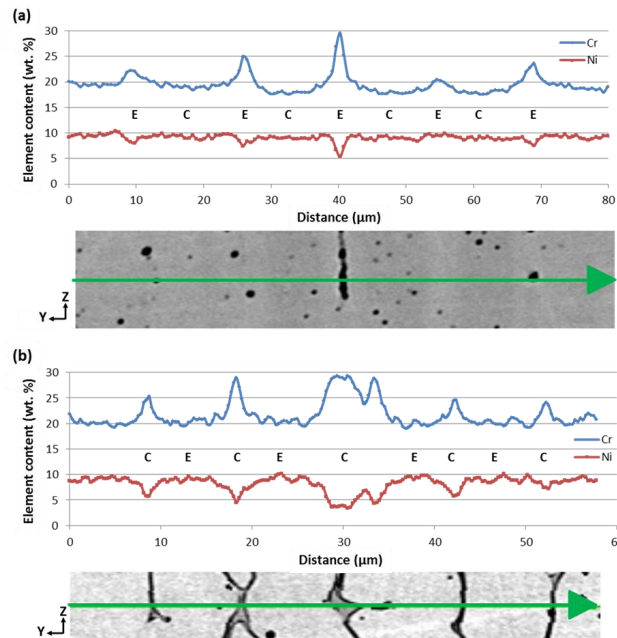 (a)
30
25
20
15
10
5
0
Element content (wt. %)
Cr
Ni
E C E C E C E C E
0 10 20 30 40 50 60 70 80
Distance (µm)
Z
Y
(b)
30
25
20
15
10
5
0
Element content (wt. %)
Cr
Ni
C E C E C E C E C
0 10 20 30 40 50
Distance (µm)
Z
Y